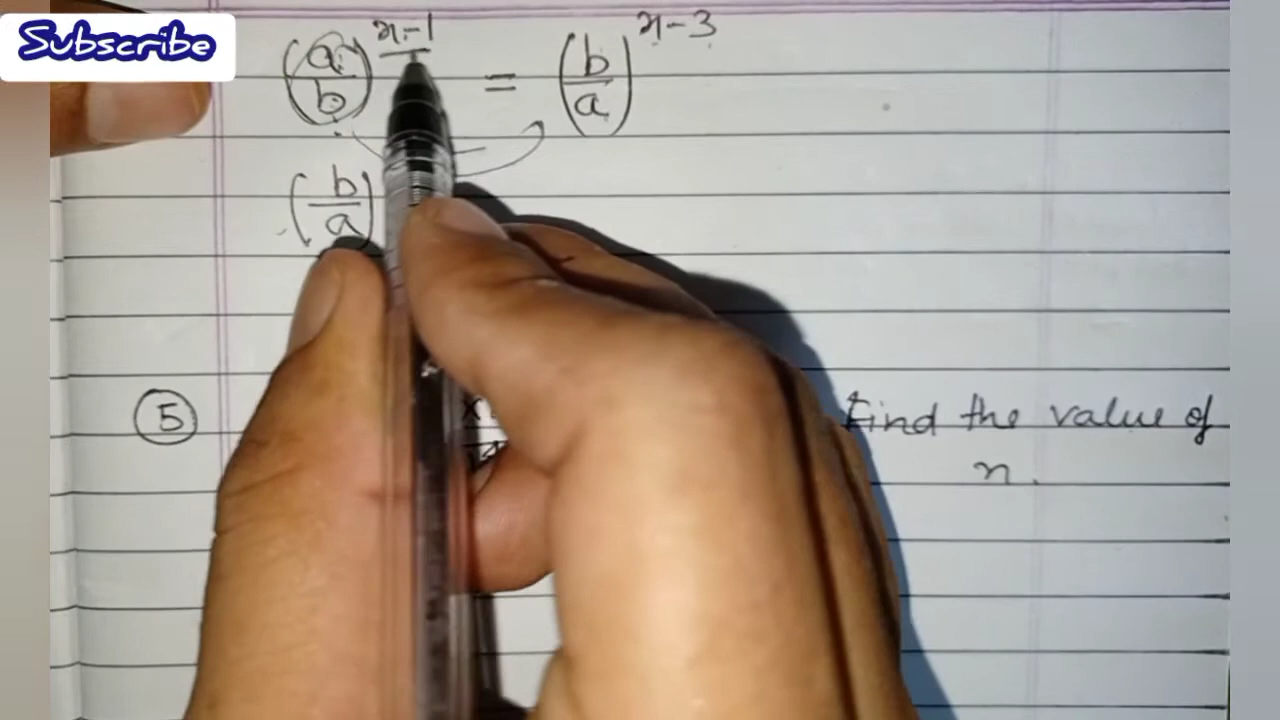 Subscribe
(a/b)^x-1 = (b/a)^x-3
(b/a)
5 Find the value of
n.